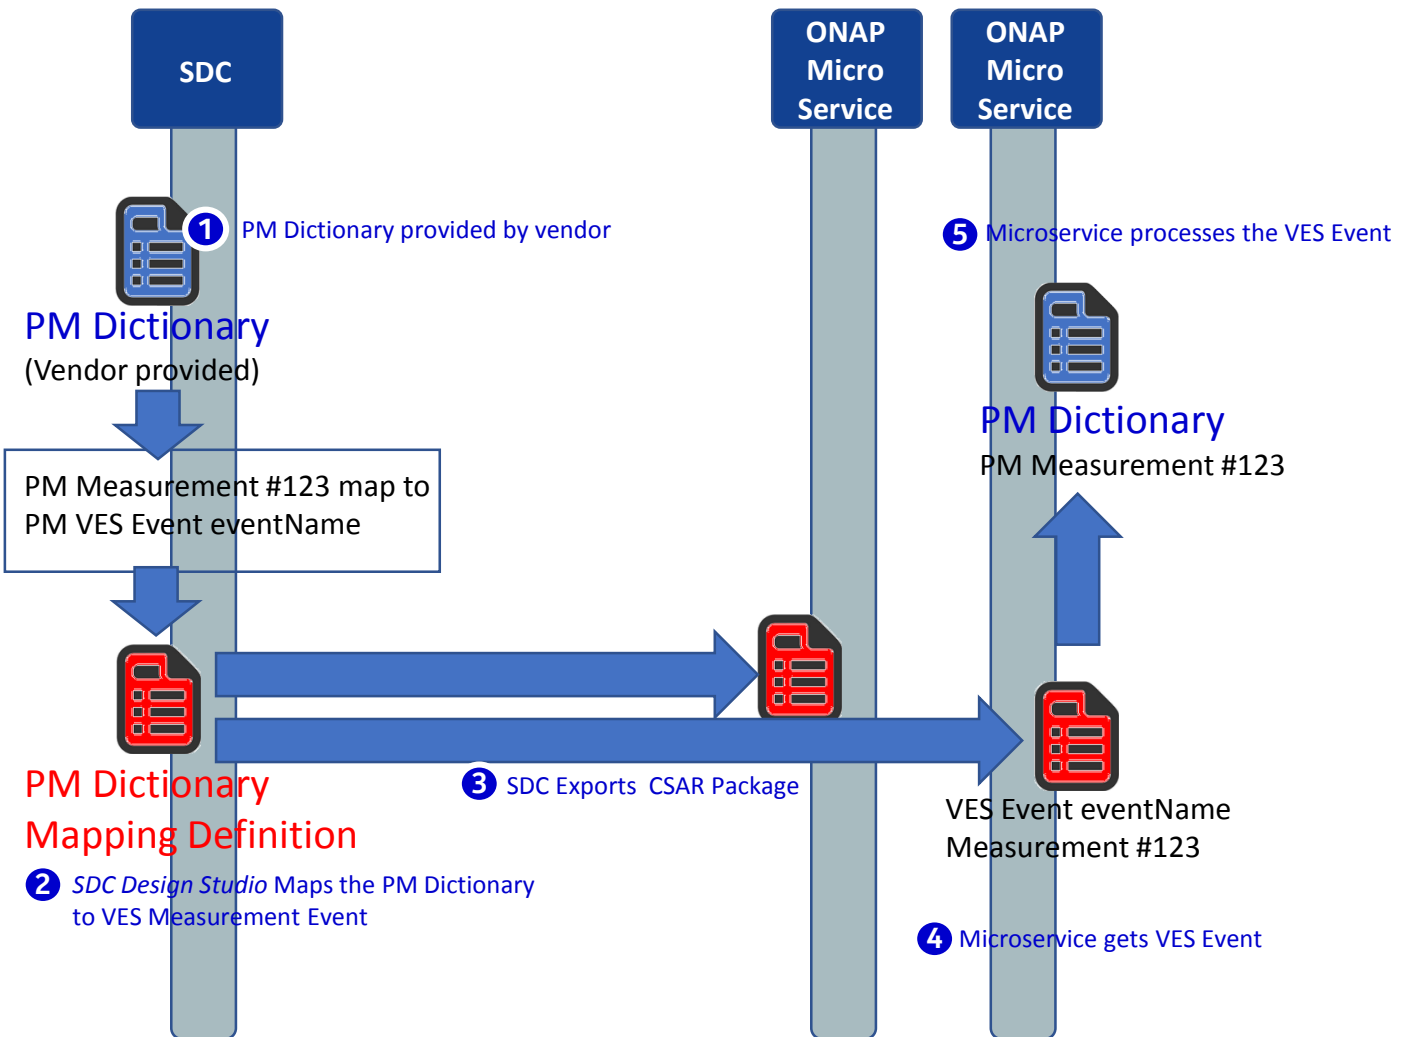 SDC
ONAP
Micro
Service
ONAP
Micro
Service
1 PM Dictionary provided by vendor
PM Dictionary
(Vendor provided)
PM Measurement #123 map to
PM VES Event eventName
PM Dictionary
Mapping Definition
2 SDC Design Studio Maps the PM Dictionary
to VES Measurement Event
3 SDC Exports CSAR Package
5 Microservice processes the VES Event
PM Dictionary
PM Measurement #123
VES Event eventName
Measurement #123
4 Microservice gets VES Event